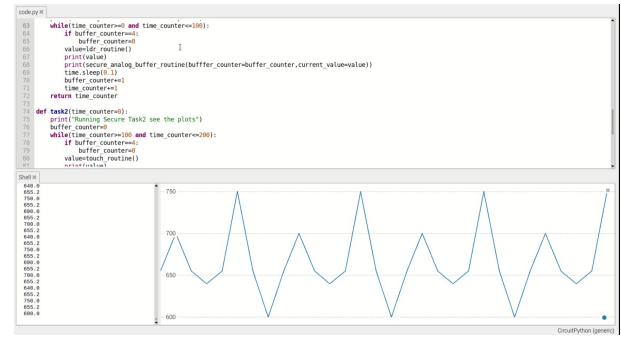 code.py
63 while(time_counter>=0 and time_counter<=100):
64 if buffer_counter==4:
65 buffer_counter=0
66 value=ldr_routine()
67 print(value)
68 print(secure_analog_buffer_routine(bufffer_counter=buffer_counter,current_value=value))
69 time.sleep(0.1)
70 buffer_counter+=1
71 time_counter+=1
72 return time_counter
73
74 def task2(time_counter=0):
75 print("Running Secure Task2 see the plots")
76 buffer_counter=0
77 while(time_counter>=100 and time_counter<=200):
78 if buffer_counter==4:
79 buffer_counter=0
80 value=touch_routine()
81 print(value)
Shell
640.0
655.2
750.0
655.2
600.0
655.2
700.0
655.2
640.0
655.2
750.0
655.2
600.0
655.2
700.0
655.2
640.0
655.2
750.0
655.2
600.0
750
700
650
600
CircuitPython (generic)